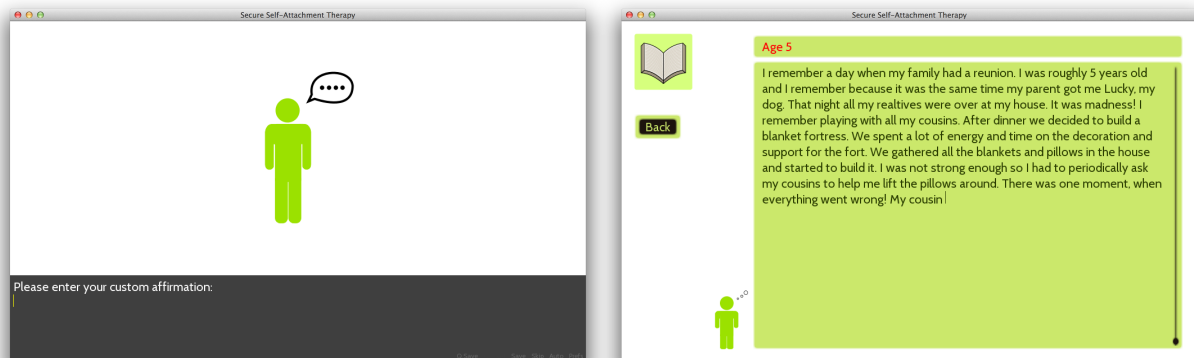 Secure Self-Attachment Therapy
Please enter your custom affirmation:
Q.Save Save Skip Auto Prefs
Secure Self-Attachment Therapy
Age 5
I remember a day when my family had a reunion. I was roughly 5 years old
and I remember because it was the same time my parent got me Lucky, my
dog. That night all my realtives were over at my house. It was madness! I
remember playing with all my cousins. After dinner we decided to build a
blanket fortress. We spent a lot of energy and time on the decoration and
support for the fort. We gathered all the blankets and pillows in the house
and started to build it. I was not strong enough so I had to periodically ask
my cousins to help me lift the pillows around. There was one moment, when
everything went wrong! My cousin
Back